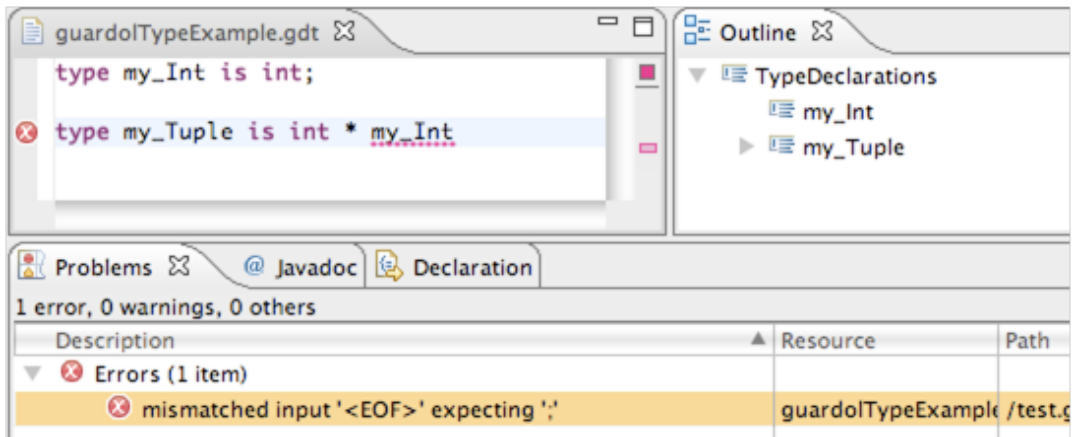 guardolTypeExample.gdt
type my_Int is int;
type my_Tuple is int * my_Int
Outline
TypeDeclarations
my_Int
my_Tuple
Problems @ Javadoc Declaration
1 error, 0 warnings, 0 others
Description Resource Path
Errors (1 item)
mismatched input '<EOF>' expecting ';' guardolTypeExample /test.g